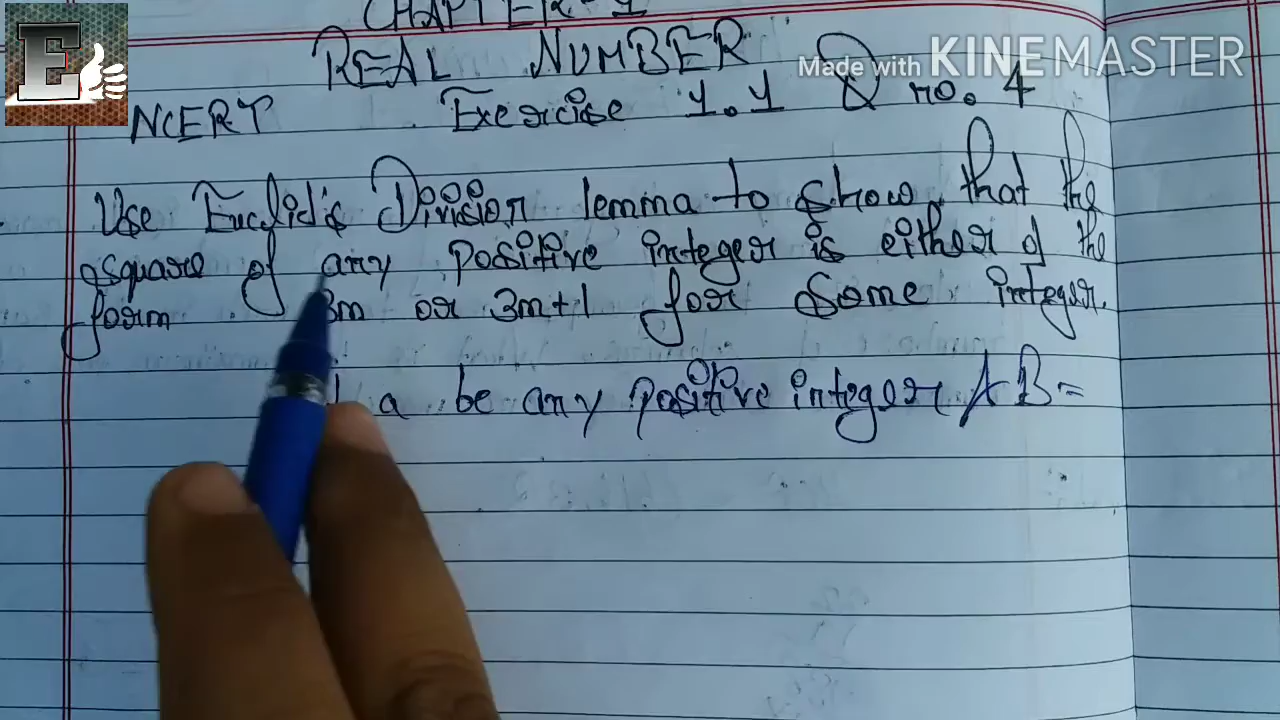 CHAPTER-1
REAL NUMBER
Made with KINEMASTER
E
NCERT Exercise 1.1 Q no. 4
Use Euclid's Division lemma to show that the
square of any positive integer is either of the
form 3m or 3m+1 for some integer.
a be any positive integer & B=